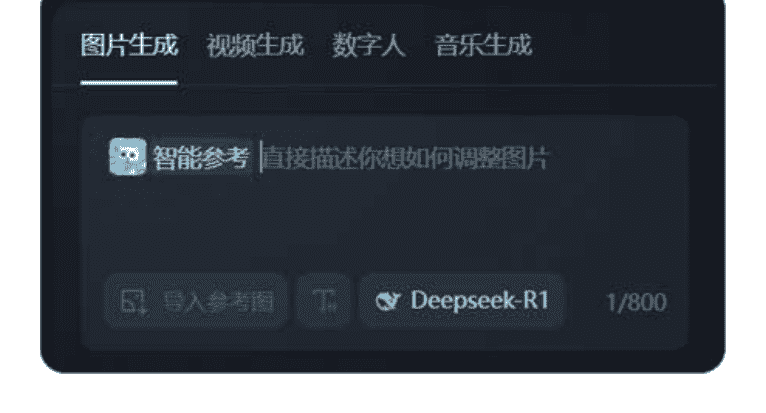 图片生成 视频生成 数字人 音乐生成
智能参考 直接描述你想如何调整图片
导入参考图 T Deepseek-R1 1/800